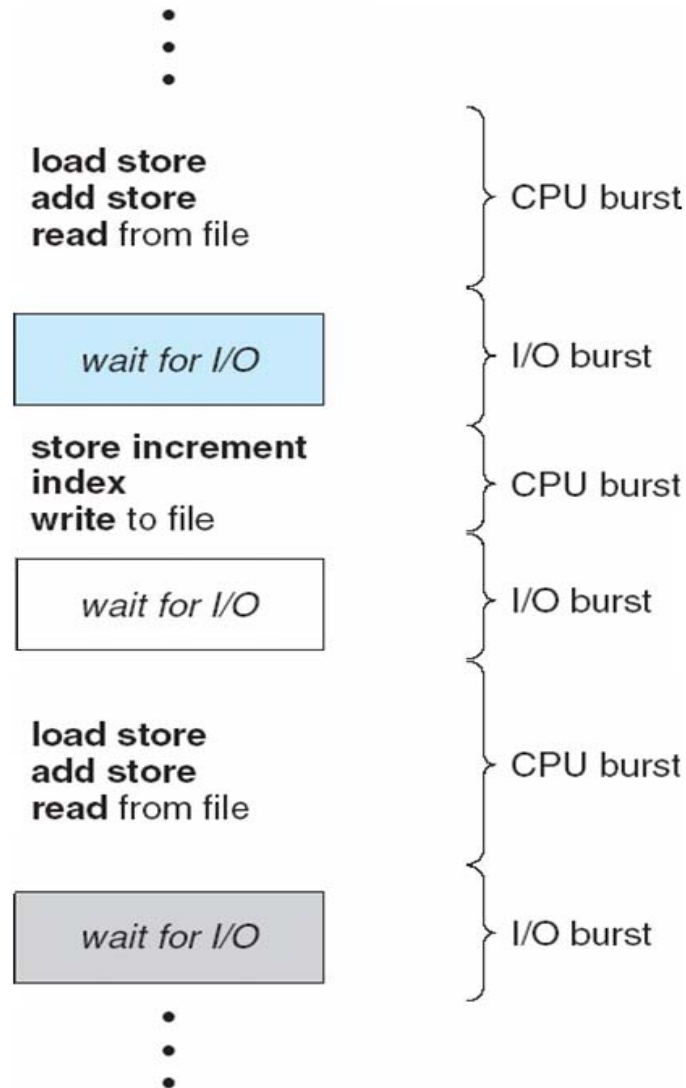 load store
add store
read from file
CPU burst
wait for I/O
I/O burst
store increment
index
write to file
CPU burst
wait for I/O
I/O burst
load store
add store
read from file
CPU burst
wait for I/O
I/O burst